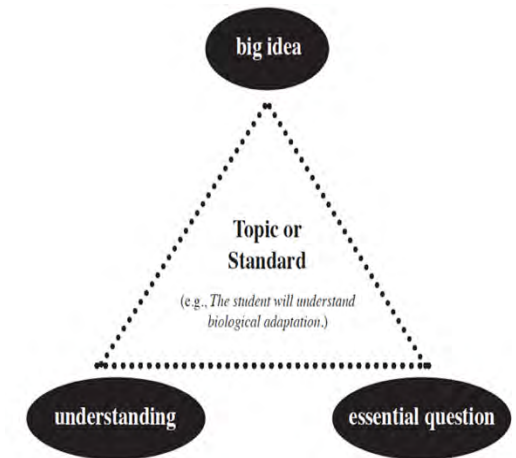 big idea
Topic or
Standard
(e.g., The student will understand
biological adaptation.)
understanding
essential question